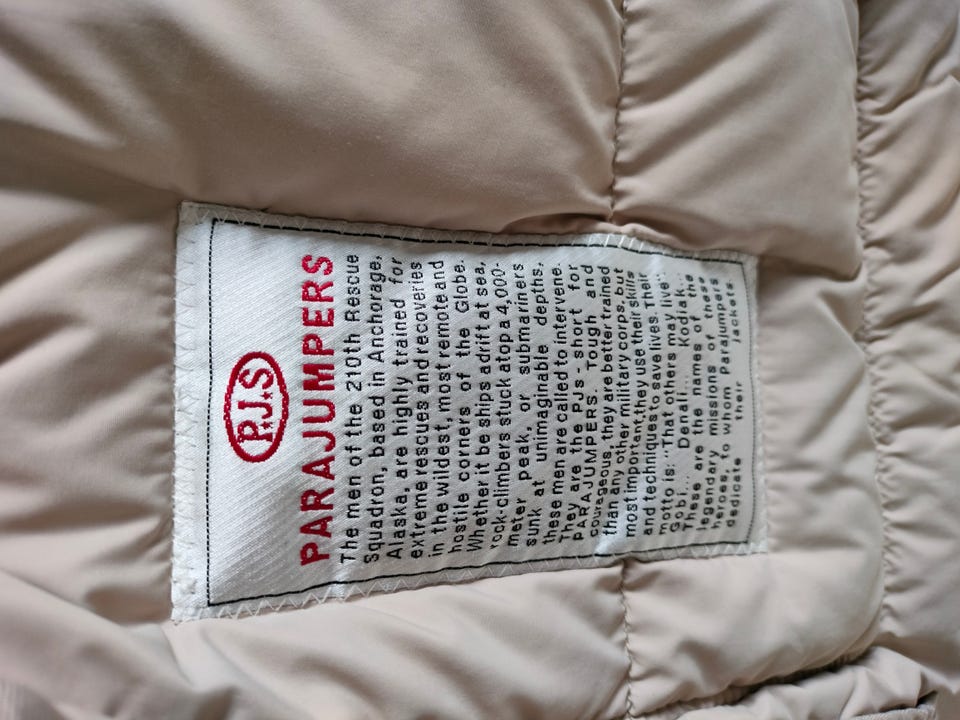 P.J.S
PARAJUMPERS
The men of the 210th Rescue
Squadron, based in Anchorage,
Alaska, are highly trained for
extreme rescues and recoveries
in the wildest, most remote and
hostile corners of the Globe.
Whether it be ships adrift at sea,
rock-climbers stuck atop a 4,000-
meter peak, or submariners
sunk at unimaginable depths,
these men are called to intervene.
They are the PJs - short for
PARAJUMPERS. Tough and
courageous, they are better trained
than any other military corps, but
most important, they use their skills
and techniques to save lives. Their
moto is: "That others may live".
Gobi... Denali... Kodiak...
These are the names of the
legendary missions of these
heroes, to whom Parajumpers
dedicate their jackets.